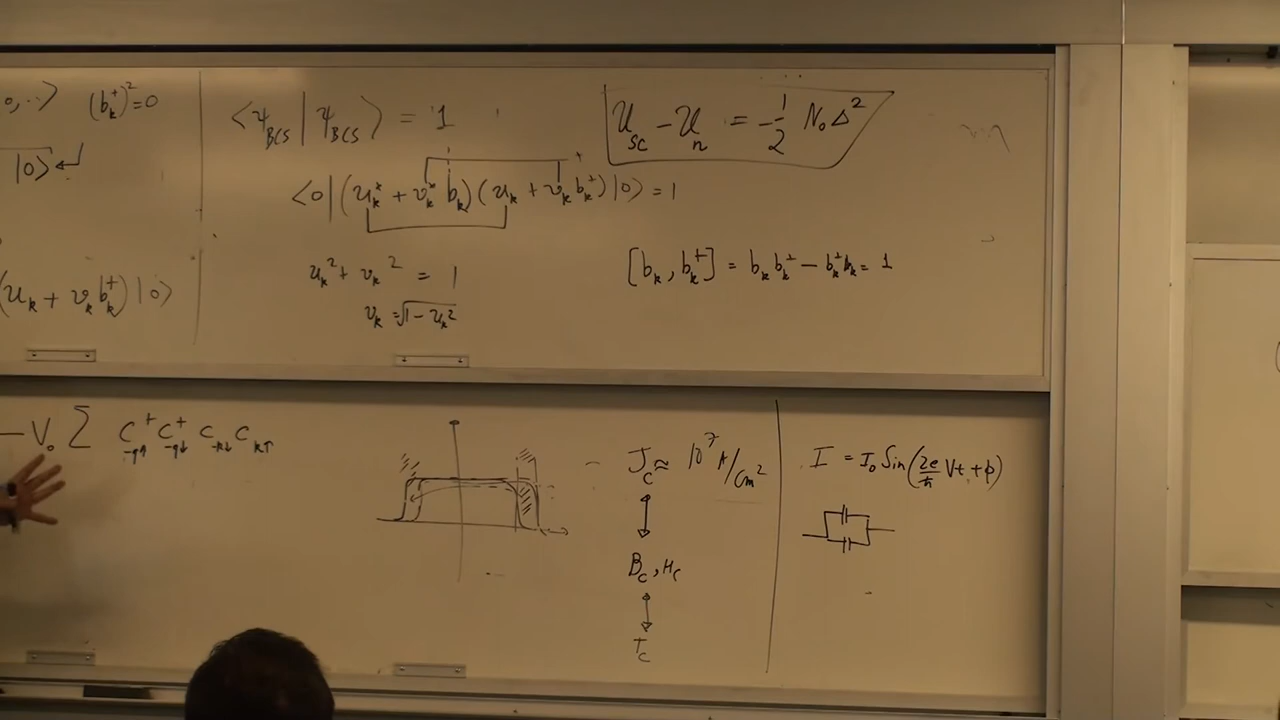 0,..⟩ (b_k^+)^2=0
|0⟩↵
(u_k + v_k b_k^+)|0⟩
⟨ψ_BCS|ψ_BCS⟩ = 1
⟨0|(u_k^* + v_k^* b_k)(u_k + v_k b_k^+)|0⟩ = 1
u_k^2 + v_k^2 = 1
v_k = √(1-u_k^2)
U_sc - U_n = -1/2 N_0 Δ^2
[b_k, b_k^+] = b_k b_k^+ - b_k^+ b_k = 1
-V_0 Σ C^+_{-q↑} C^+_{-q↓} C_{-k↓} C_{k↑}
J_c ≈ 10^7 A/cm^2
B_c, H_c
T_c
I = I_0 Sin(2e/ħ Vt + φ)